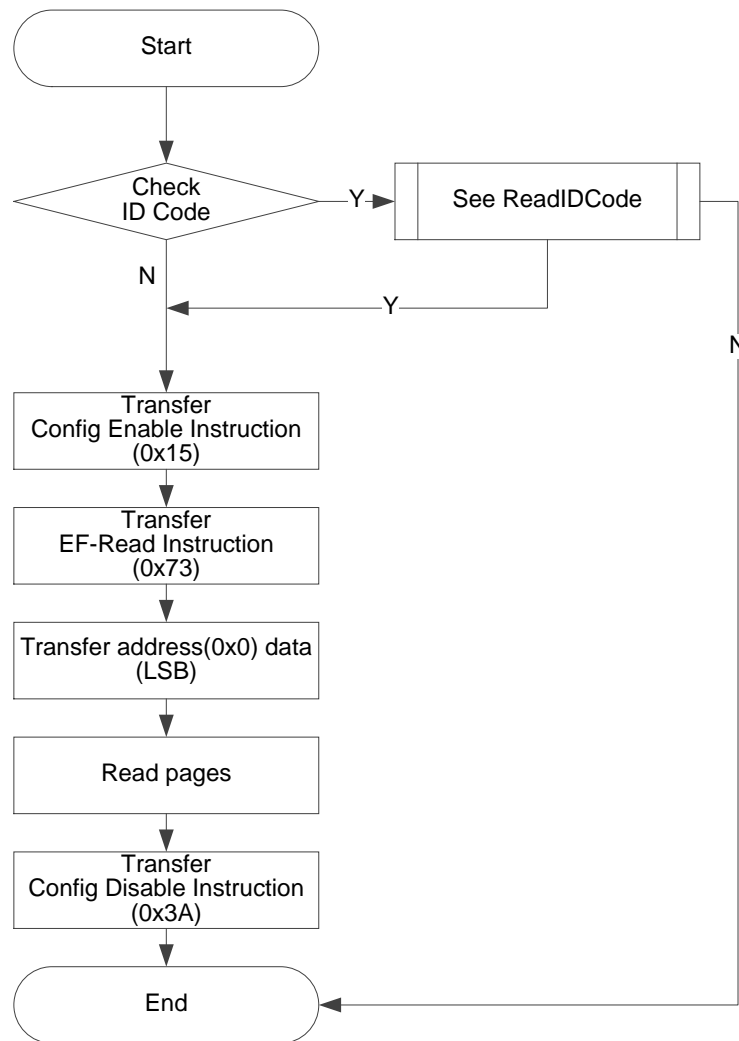 Start
Check
ID Code
Y
See ReadIDCode
N
Y
N
Transfer
Config Enable Instruction
(0x15)
Transfer
EF-Read Instruction
(0x73)
Transfer address(0x0) data
(LSB)
Read pages
Transfer
Config Disable Instruction
(0x3A)
End